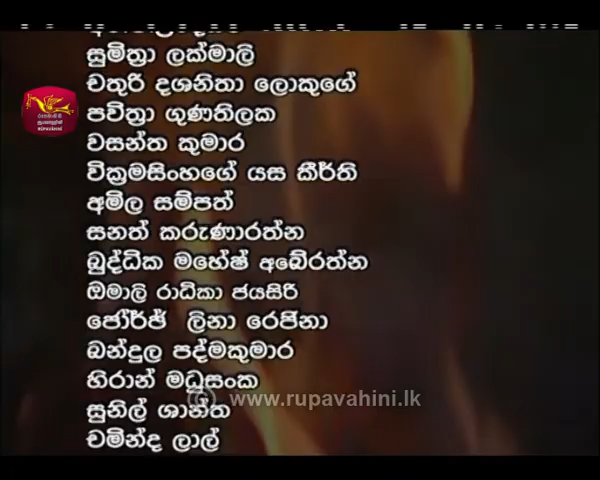 සුමිත්‍රා ලක්මාලි
චතුරි දශනිතා ලොකුගේ
පවිත්‍රා ගුණතිලක
වසන්ත කුමාර
වික්‍රමසිංහගේ යස කීර්ති
අමිල සම්පත්
සනත් කරුණාරත්න
බුද්ධික මහේෂ් අබේරත්න
ඔමාලි රාධිකා ජයසිරි
ජෝර්ජ් ලිනා රෙජිනා
බන්දුල පද්මකුමාර
හිරාන් මධුසංක
© www.rupavahini.lk
සුනිල් ශාන්ත
චමින්ද ලාල්